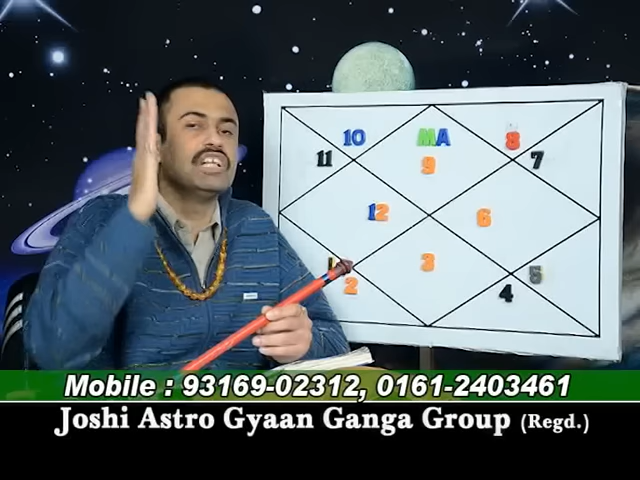 10 MA 8
11 9 7
12 6
1 3 5
2 4
Mobile : 93169-02312, 0161-2403461
Joshi Astro Gyaan Ganga Group (Regd.)